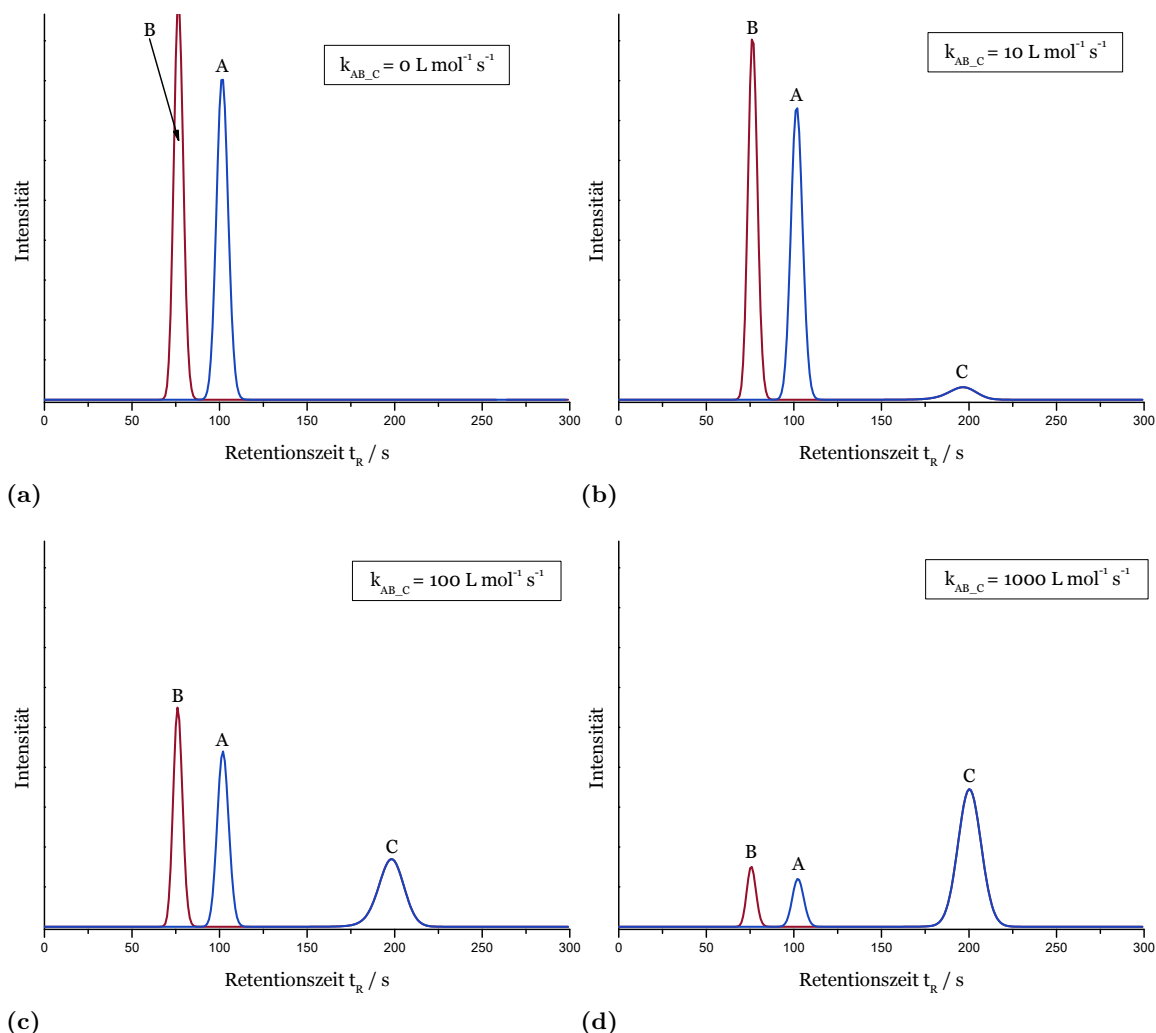 B
A
k_AB_C = 0 L mol⁻¹ s⁻¹
Intensität
0 50 100 150 200 250 300
Retentionszeit t_R / s
(a)
B
A
C
k_AB_C = 10 L mol⁻¹ s⁻¹
Intensität
0 50 100 150 200 250 300
Retentionszeit t_R / s
(b)
B
A
C
k_AB_C = 100 L mol⁻¹ s⁻¹
Intensität
0 50 100 150 200 250 300
Retentionszeit t_R / s
(c)
B
A
C
k_AB_C = 1000 L mol⁻¹ s⁻¹
Intensität
0 50 100 150 200 250 300
Retentionszeit t_R / s
(d)